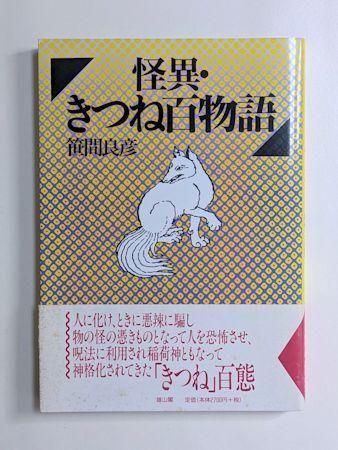 怪異・
きつね百物語
笹間良彦
人に化け、ときに悪辣に騙し
物の怪の憑きものとなって人を恐怖させ、
呪法に利用され稲荷神ともなって
神格化されてきた「きつね」百態
雄山閣 定価(本体2700円+税)